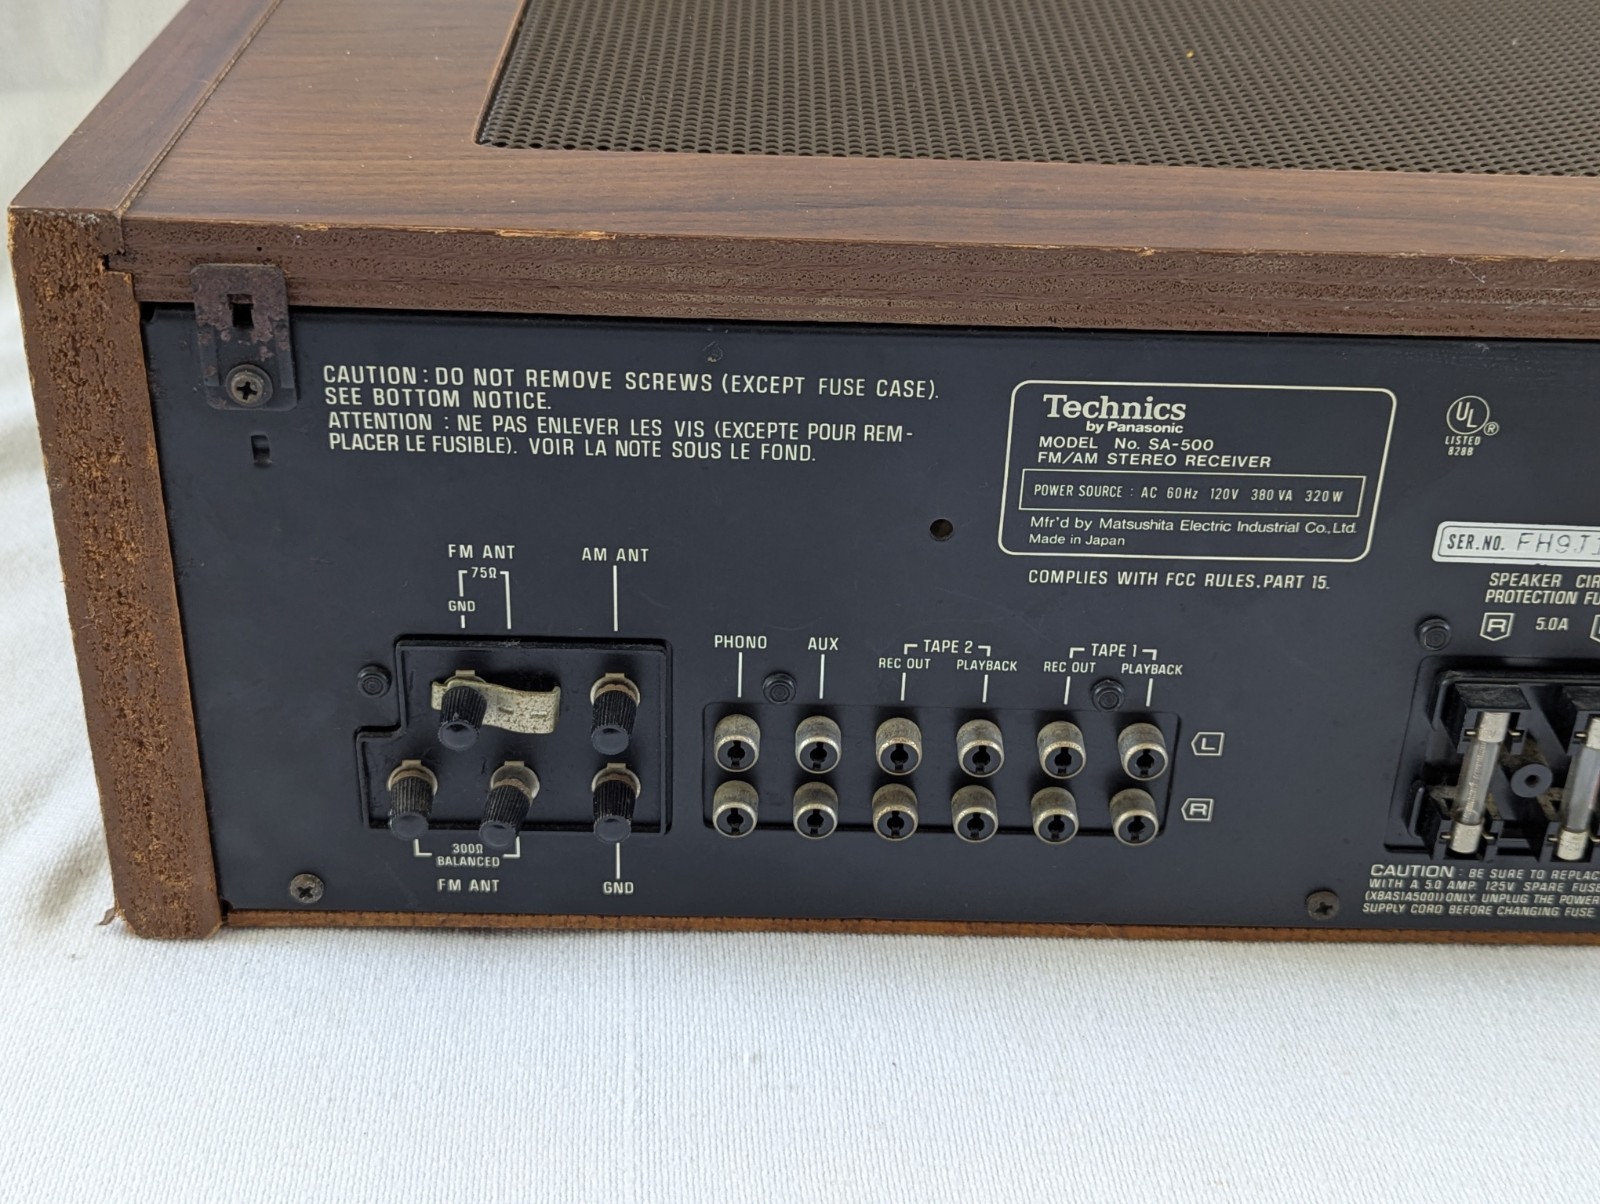 CAUTION : DO NOT REMOVE SCREWS (EXCEPT FUSE CASE).
SEE BOTTOM NOTICE.
ATTENTION : NE PAS ENLEVER LES VIS (EXCEPTE POUR REM-
PLACER LE FUSIBLE). VOIR LA NOTE SOUS LE FOND.
Technics
by Panasonic
MODEL No. SA-500
FM/AM STEREO RECEIVER
POWER SOURCE : AC 60Hz 120V 380VA 320W
Mfr'd by Matsushita Electric Industrial Co., Ltd.
Made in Japan
COMPLIES WITH FCC RULES. PART 15.
UL ®
LISTED
828B
SER. NO. FH9J
SPEAKER CIR
PROTECTION FU
R 5.0A
FM ANT
75Ω
GND
AM ANT
300Ω
BALANCED
FM ANT
GND
PHONO AUX TAPE 2 TAPE 1
REC OUT PLAYBACK REC OUT PLAYBACK
L
R
CAUTION : BE SURE TO REPLAC
WITH A 5.0 AMP. 125V SPARE FUSE
(XBAS1A5001) ONLY. UNPLUG THE POWER
SUPPLY CORD BEFORE CHANGING FUSE